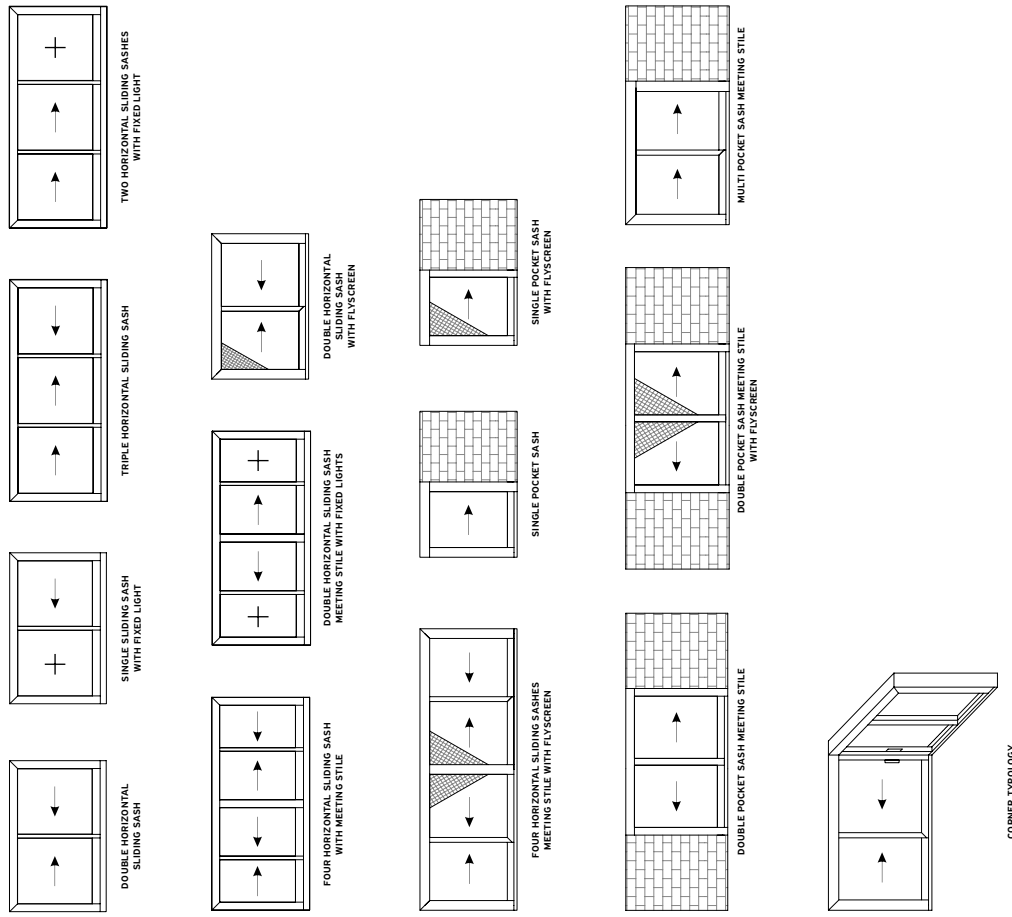 DOUBLE HORIZONTAL
SLIDING SASH
SINGLE SLIDING SASH
WITH FIXED LIGHT
TRIPLE HORIZONTAL SLIDING SASH
TWO HORIZONTAL SLIDING SASHES
WITH FIXED LIGHT
FOUR HORIZONTAL SLIDING SASH
WITH MEETING STILE
DOUBLE HORIZONTAL SLIDING SASH
MEETING STILE WITH FIXED LIGHTS
DOUBLE HORIZONTAL
SLIDING SASH
WITH FLYSCREEN
FOUR HORIZONTAL SLIDING SASHES
MEETING STILE WITH FLYSCREEN
SINGLE POCKET SASH
SINGLE POCKET SASH
WITH FLYSCREEN
DOUBLE POCKET SASH MEETING STILE
DOUBLE POCKET SASH MEETING STILE
WITH FLYSCREEN
MULTI POCKET SASH MEETING STILE
CORNER TYPOLOGY